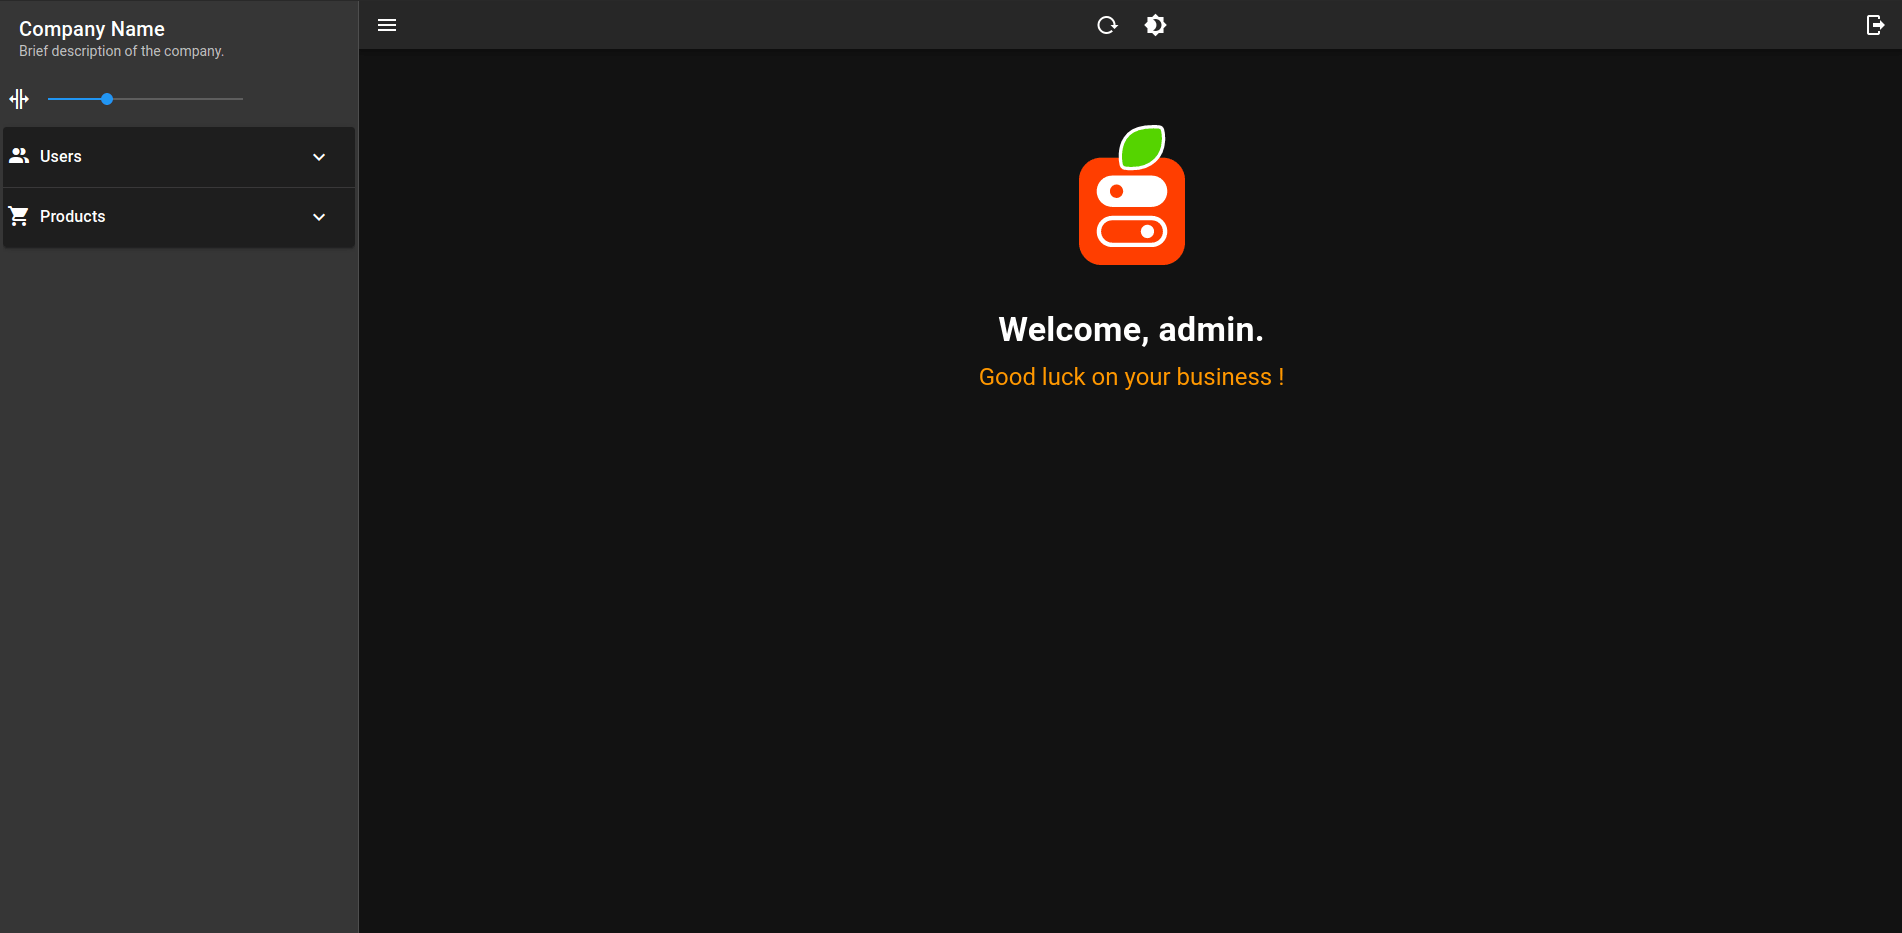 Company Name
Brief description of the company.
Users
Products
Welcome, admin.
Good luck on your business !